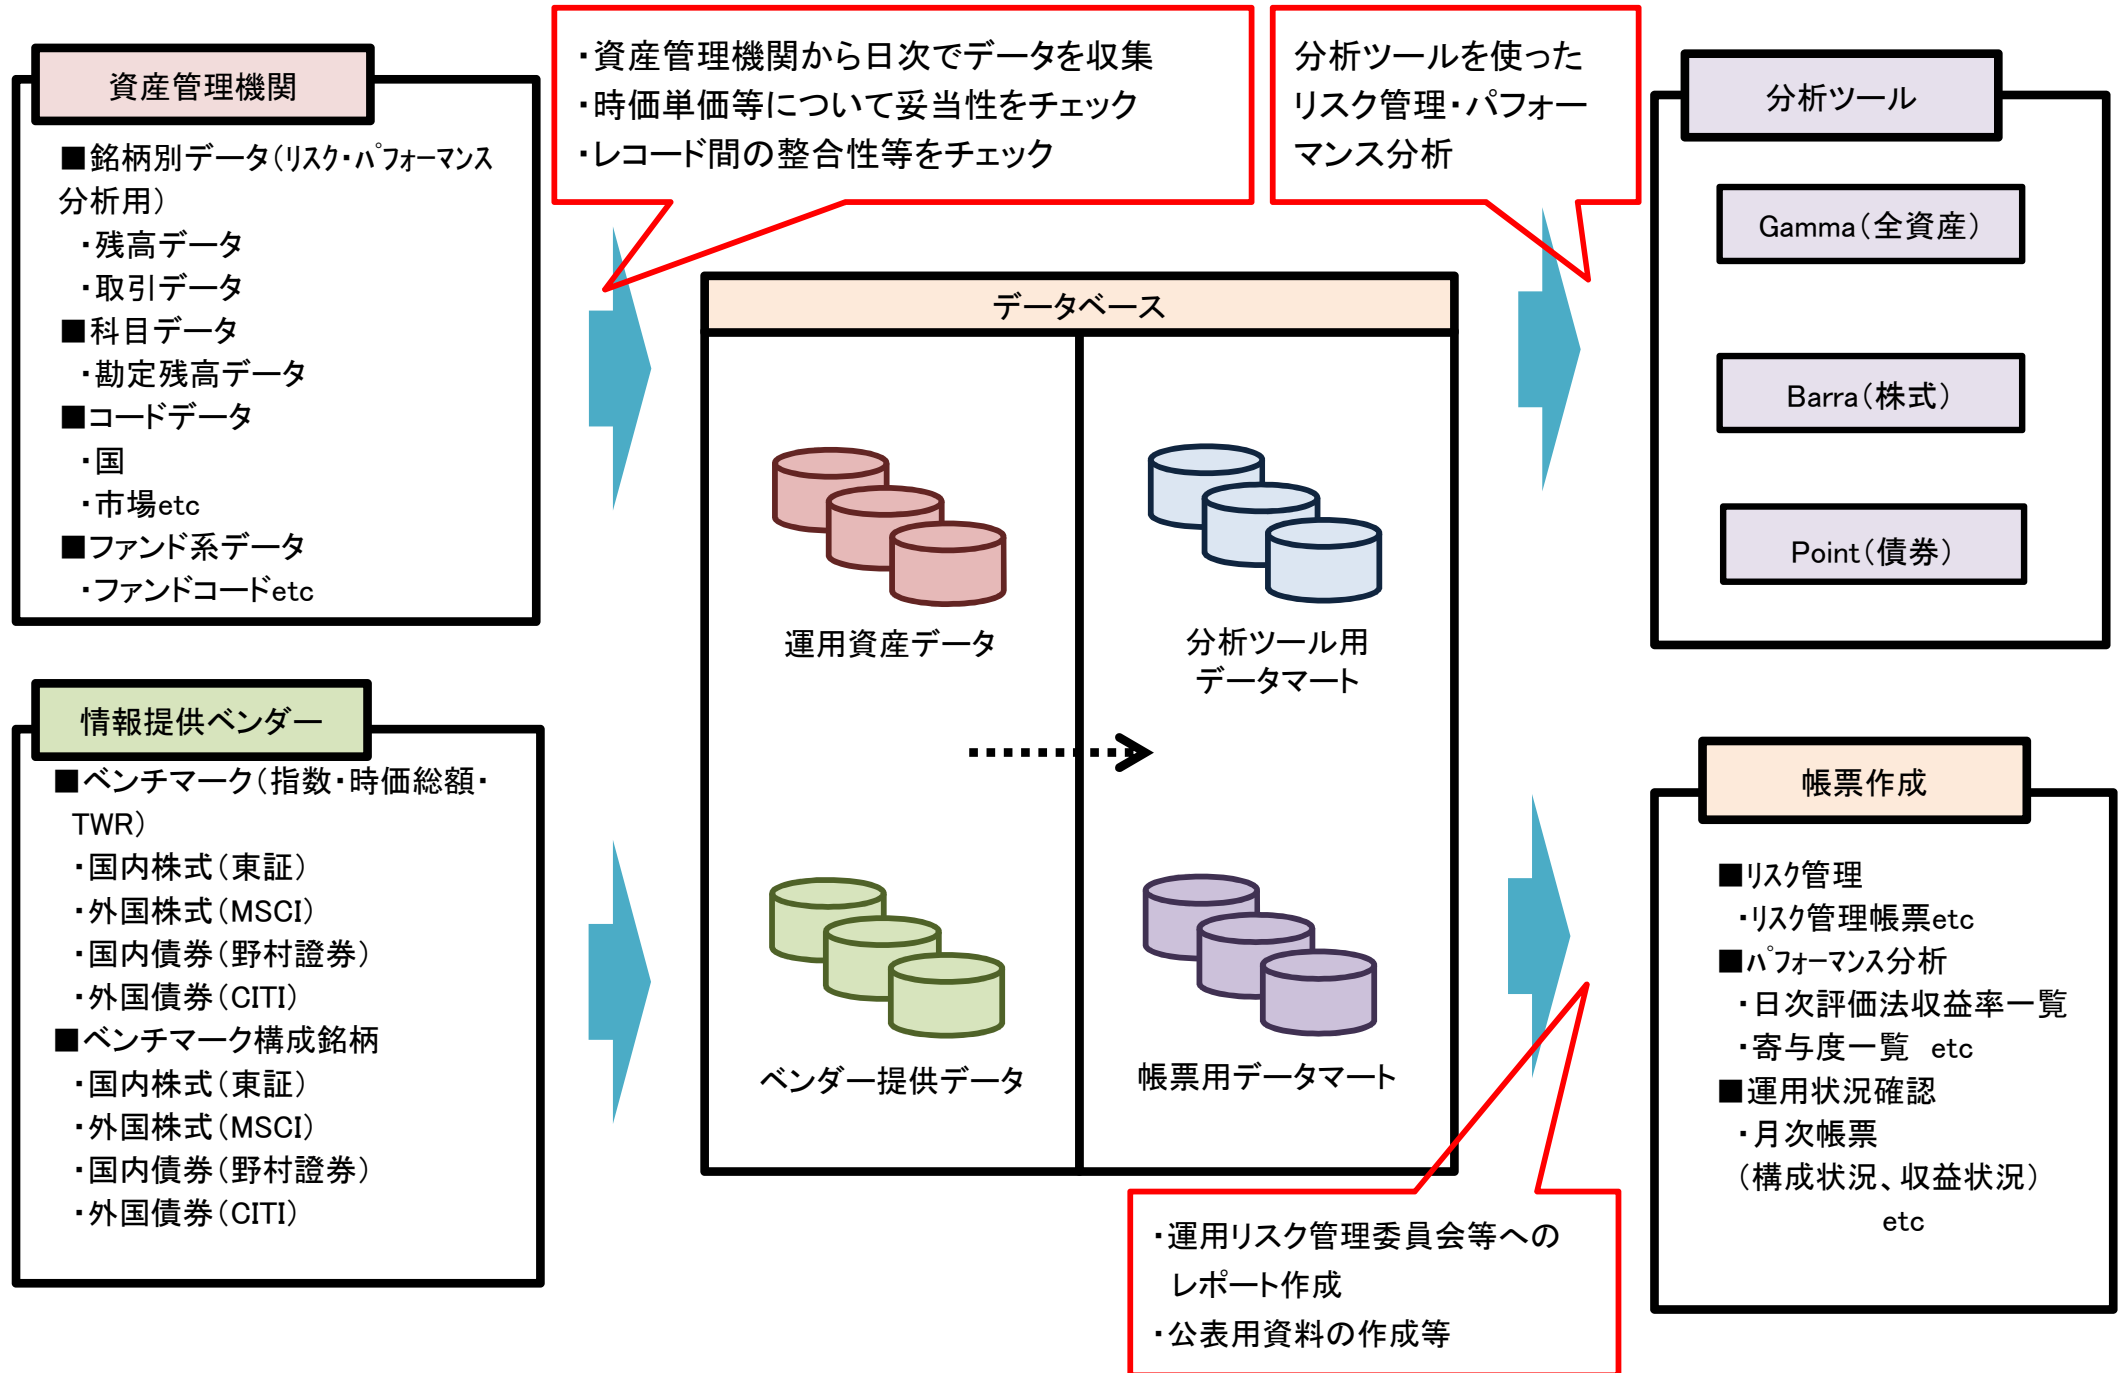 資産管理機関
■銘柄別データ（ﾘｽｸ・ﾊﾟﾌｫｰﾏﾝｽ
分析用）
・残高データ
・取引データ
■科目データ
・勘定残高データ
■コードデータ
・国
・市場etc
■ファンド系データ
・ファンドコードetc
情報提供ベンダー
■ベンチマーク（指数・時価総額・
TWR）
・国内株式（東証）
・外国株式（MSCI）
・国内債券（野村證券）
・外国債券（CITI）
■ベンチマーク構成銘柄
・国内株式（東証）
・外国株式（MSCI）
・国内債券（野村證券）
・外国債券（CITI）
・資産管理機関から日次でデータを収集
・時価単価等について妥当性をチェック
・レコード間の整合性等をチェック
データベース
運用資産データ
分析ツール用
データマート
ベンダー提供データ
帳票用データマート
分析ツールを使った
リスク管理・パフォー
マンス分析
・運用リスク管理委員会等への
レポート作成
・公表用資料の作成等
分析ツール
Gamma（全資産）
Barra（株式）
Point（債券）
帳票作成
■ﾘｽｸ管理
・ﾘｽｸ管理帳票etc
■ﾊﾟﾌｫｰﾏﾝｽ分析
・日次評価法収益率一覧
・寄与度一覧　etc
■運用状況確認
・月次帳票
（構成状況、収益状況）
etc